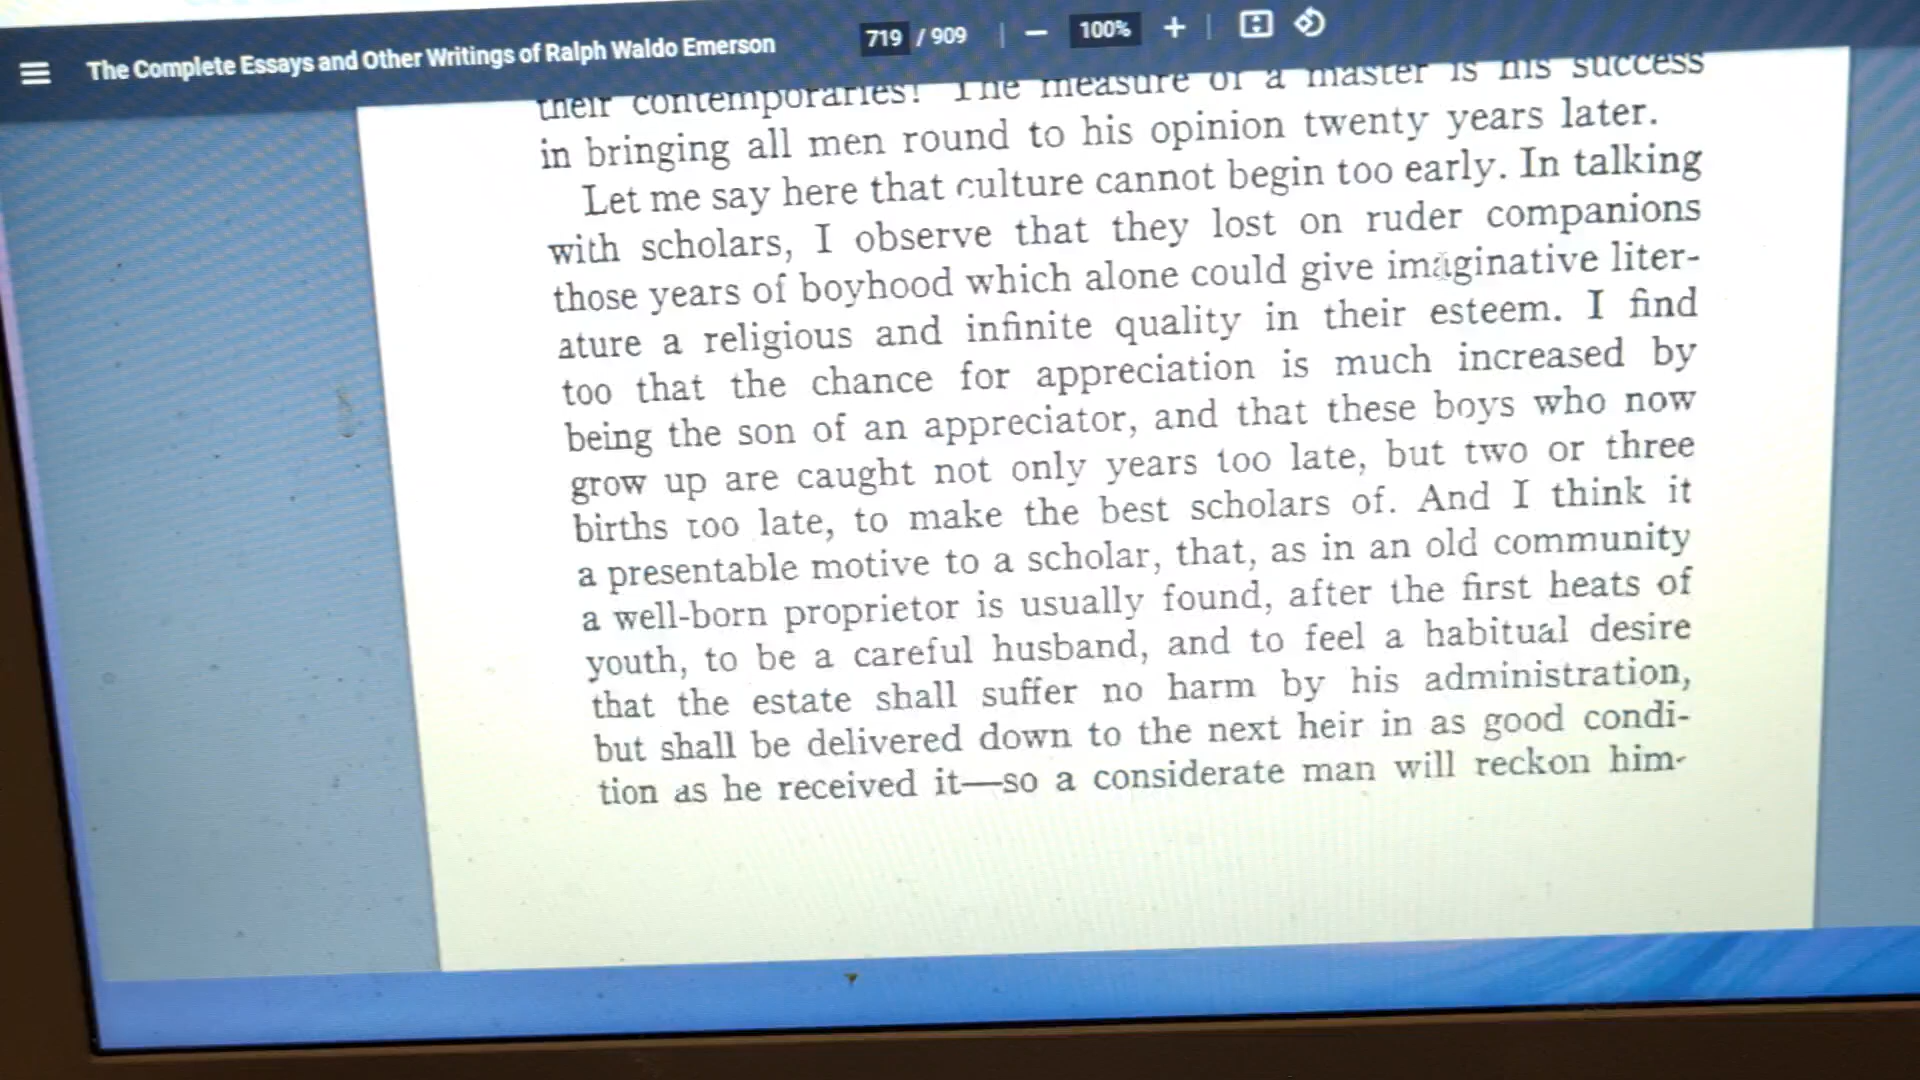 The Complete Essays and Other Writings of Ralph Waldo Emerson 719 / 909 100%
their contemporaries! The measure of a master is his success
in bringing all men round to his opinion twenty years later.
Let me say here that culture cannot begin too early. In talking
with scholars, I observe that they lost on ruder companions
those years of boyhood which alone could give imaginative liter-
ature a religious and infinite quality in their esteem. I find
too that the chance for appreciation is much increased by
being the son of an appreciator, and that these boys who now
grow up are caught not only years too late, but two or three
births too late, to make the best scholars of. And I think it
a presentable motive to a scholar, that, as in an old community
a well-born proprietor is usually found, after the first heats of
youth, to be a careful husband, and to feel a habitual desire
that the estate shall suffer no harm by his administration,
but shall be delivered down to the next heir in as good condi-
tion as he received it—so a considerate man will reckon him-